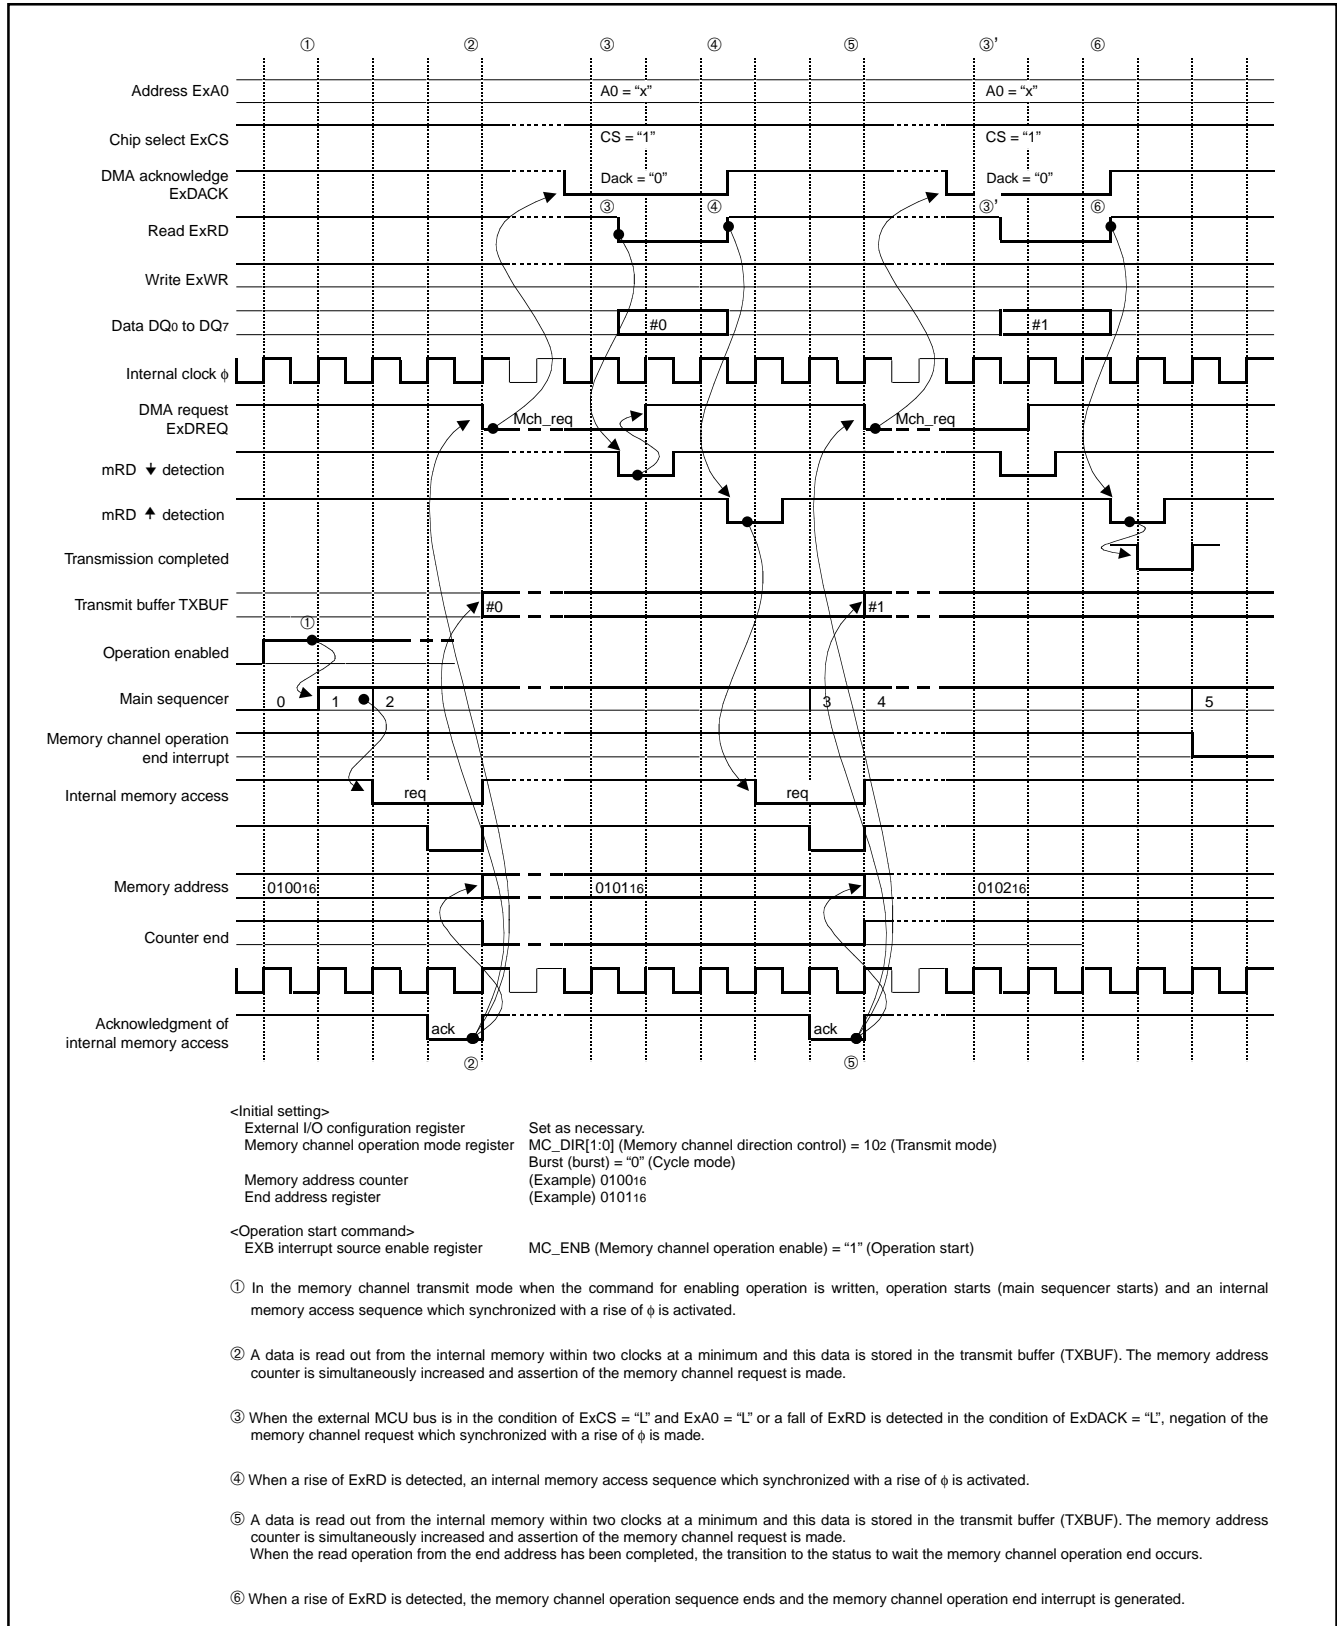 ① ② ③ ④ ⑤ ③’ ⑥
Address ExA0 A0 = “x” A0 = “x”
Chip select ExCS CS = “1” CS = “1”
DMA acknowledge
ExDACK Dack = “0” Dack = “0”
③ ④ ③’ ⑥
Read ExRD
Write ExWR
Data DQ0 to DQ7 #0 #1
Internal clock ϕ
DMA request
ExDREQ Mch_req Mch_req
mRD ↓ detection
mRD ↑ detection
Transmission completed
Transmit buffer TXBUF #0 #1
①
Operation enabled
Main sequencer 0 1 2 3 4 5
Memory channel operation
end interrupt
Internal memory access req req
Memory address 010016 010116 010216
Counter end
Acknowledgment of
internal memory access ack ack
② ⑤
<Initial setting>
External I/O configuration register Set as necessary.
Memory channel operation mode register MC_DIR[1:0] (Memory channel direction control) = 102 (Transmit mode)
Burst (burst) = “0” (Cycle mode)
Memory address counter (Example) 010016
End address register (Example) 010116
<Operation start command>
EXB interrupt source enable register MC_ENB (Memory channel operation enable) = “1” (Operation start)
① In the memory channel transmit mode when the command for enabling operation is written, operation starts (main sequencer starts) and an internal
memory access sequence which synchronized with a rise of ϕ is activated.
② A data is read out from the internal memory within two clocks at a minimum and this data is stored in the transmit buffer (TXBUF). The memory address
counter is simultaneously increased and assertion of the memory channel request is made.
③ When the external MCU bus is in the condition of ExCS = “L” and ExA0 = “L” or a fall of ExRD is detected in the condition of ExDACK = “L”, negation of the
memory channel request which synchronized with a rise of ϕ is made.
④ When a rise of ExRD is detected, an internal memory access sequence which synchronized with a rise of ϕ is activated.
⑤ A data is read out from the internal memory within two clocks at a minimum and this data is stored in the transmit buffer (TXBUF). The memory address
counter is simultaneously increased and assertion of the memory channel request is made.
When the read operation from the end address has been completed, the transition to the status to wait the memory channel operation end occurs.
⑥ When a rise of ExRD is detected, the memory channel operation sequence ends and the memory channel operation end interrupt is generated.